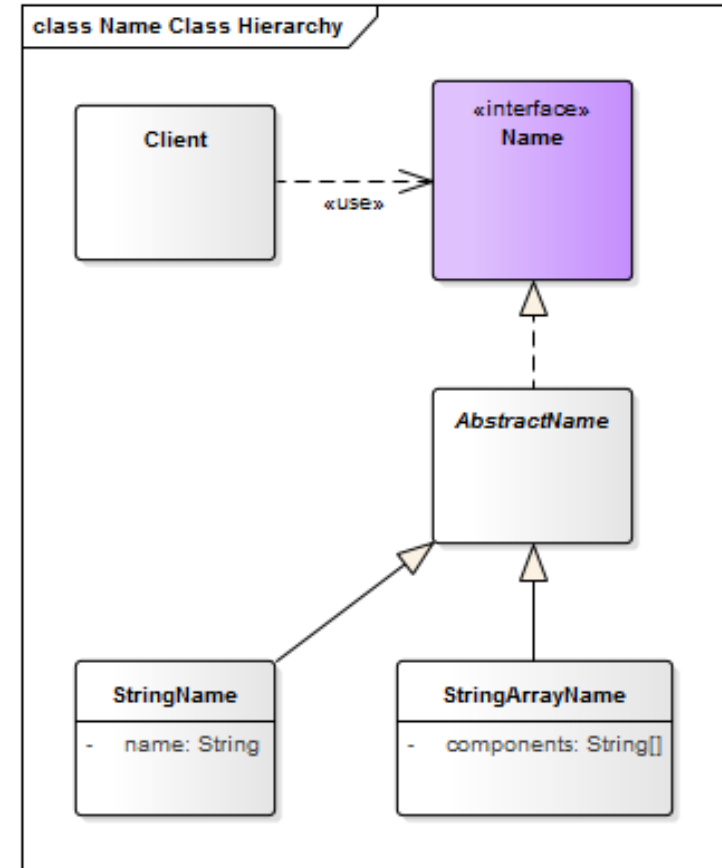 class Name Class Hierarchy
Client
«interface»
Name
«use»
AbstractName
StringName
- name: String
StringArrayName
- components: String[]